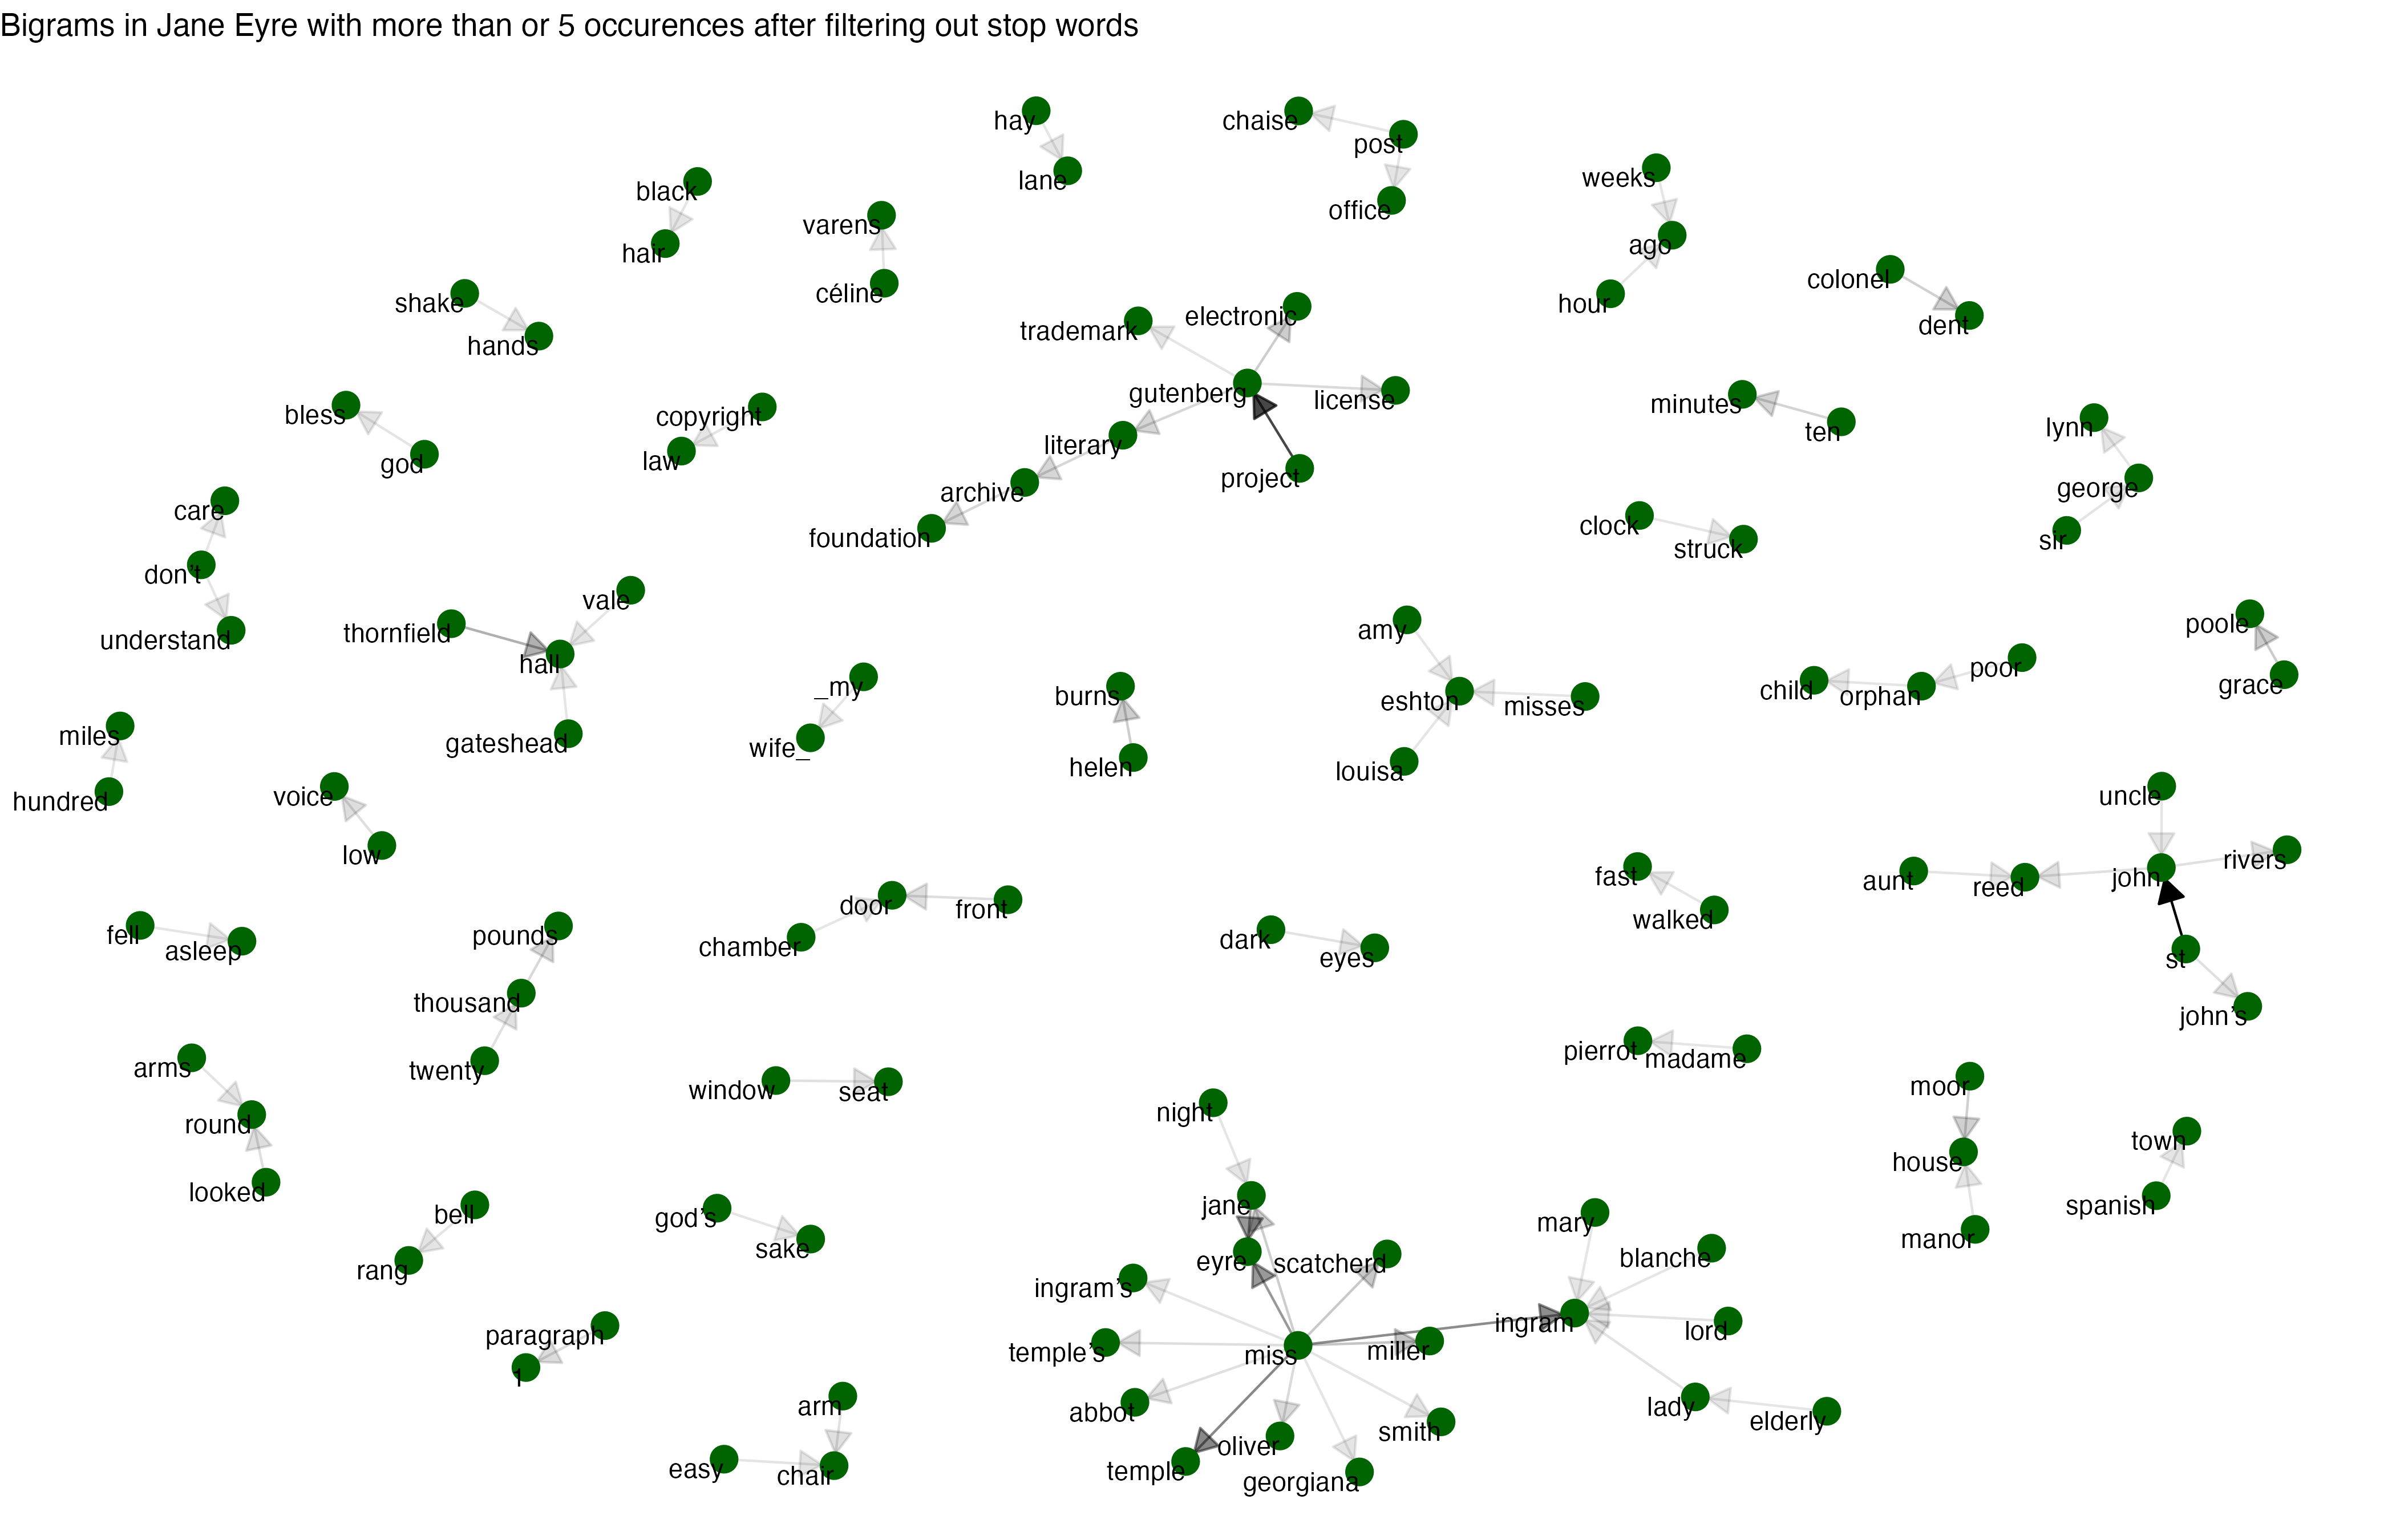 Bigrams in Jane Eyre with more than or 5 occurences after filtering out stop words
hay
chaise
post
lane
weeks
black
office
varens
hair
ago
colonel
céline
shake
hour
electronic
dent
trademark
hands
gutenberg
license
minutes
bless
copyright
lynn
ten
literary
law
god
project
george
archive
care
clock
foundation
sir
struck
don't
vale
poole
amy
thornfield
understand
hall
poor
_my
burns
child
orphan
grace
eshton
misses
miles
gateshead
wife_
helen
louisa
voice
uncle
hundred
low
rivers
fast
john
aunt
reed
door
front
walked
fell
pounds
dark
chamber
asleep
eyes
st
thousand
john's
pierrot
madame
arms
twenty
window
seat
moor
night
round
town
house
looked
jane
spanish
bell
god's
mary
manor
sake
blanche
eyre
scatcherd
rang
ingram's
ingram
lord
paragraph
temple's
miss
miller
1
arm
abbot
lady
elderly
smith
oliver
easy
chair
temple
georgiana